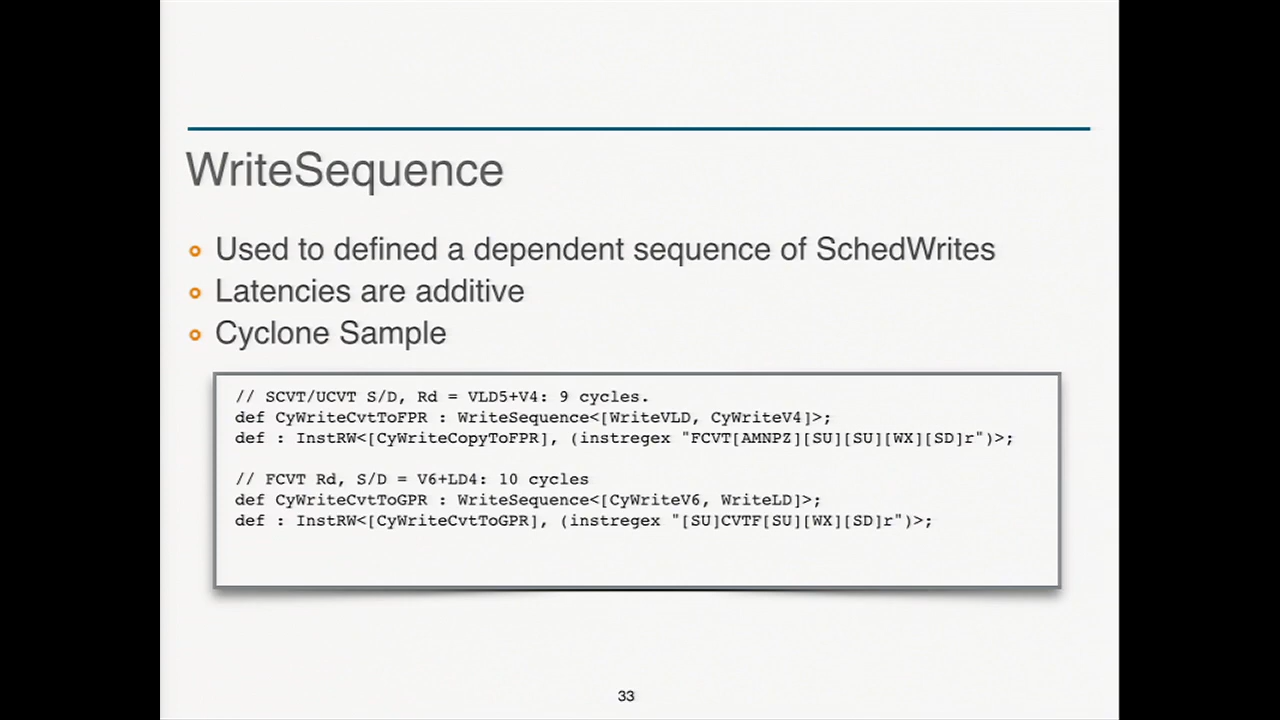 WriteSequence
Used to defined a dependent sequence of SchedWrites
Latencies are additive
Cyclone Sample
// SCVT/UCVT S/D, Rd = VLD5+V4: 9 cycles.
def CyWriteCvtToFPR : WriteSequence<[WriteVLD, CyWriteV4]>;
def : InstRW<[CyWriteCopyToFPR], (instregex "FCVT[AMNPZ][SU][SU][WX][SD]r")>;
// FCVT Rd, S/D = V6+LD4: 10 cycles
def CyWriteCvtToGPR : WriteSequence<[CyWriteV6, WriteLD]>;
def : InstRW<[CyWriteCvtToGPR], (instregex "[SU]CVTF[SU][WX][SD]r")>;
33